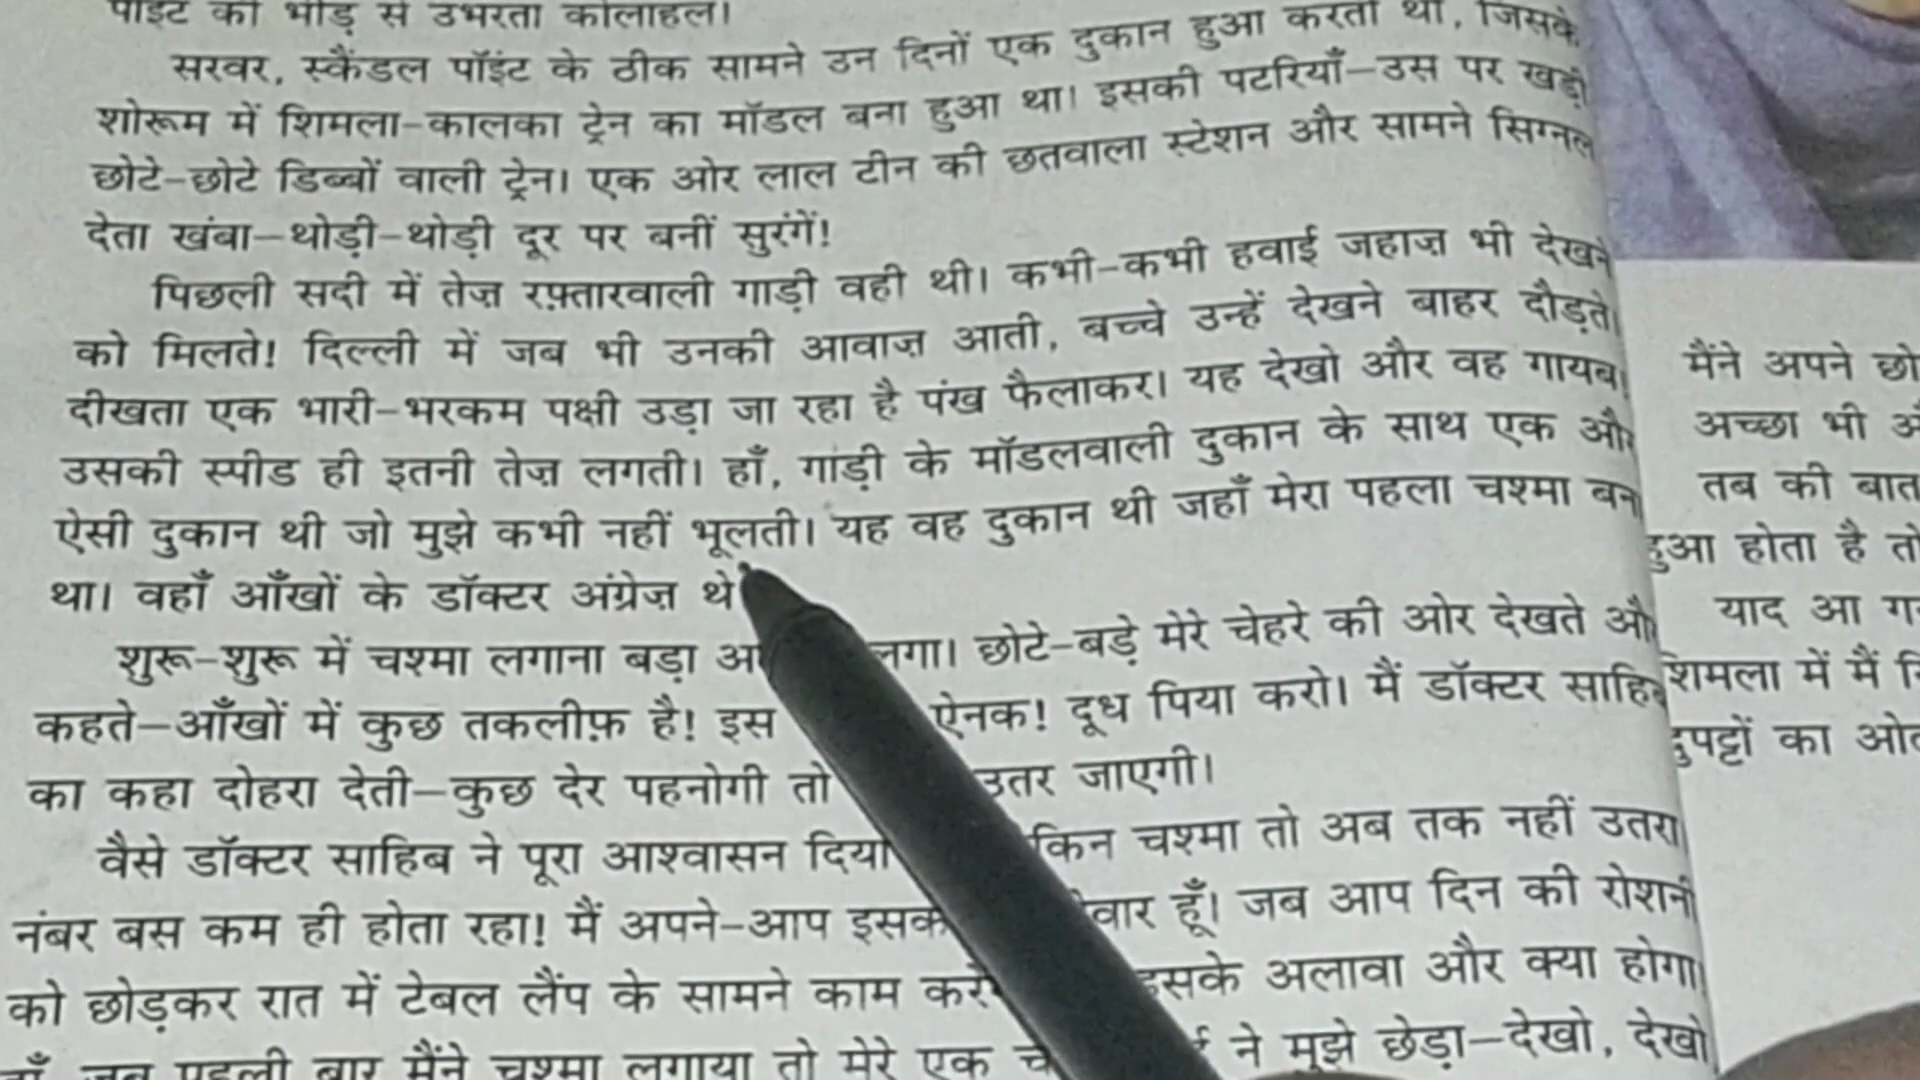 पॉइंट की भीड़ से उभरता कोलाहल।
सरवर, स्कैंडल पॉइंट के ठीक सामने उन दिनों एक दुकान हुआ करती थी, जिसके
शोरूम में शिमला-कालका ट्रेन का मॉडल बना हुआ था। इसकी पटरियाँ—उस पर खड़ी
छोटे-छोटे डिब्बों वाली ट्रेन। एक ओर लाल टीन की छतवाला स्टेशन और सामने सिग्नल
देता खंबा—थोड़ी-थोड़ी दूर पर बनीं सुरंगें!
पिछली सदी में तेज़ रफ़्तारवाली गाड़ी वही थी। कभी-कभी हवाई जहाज़ भी देखने
को मिलते! दिल्ली में जब भी उनकी आवाज़ आती, बच्चे उन्हें देखने बाहर दौड़ते।
दीखता एक भारी-भरकम पक्षी उड़ा जा रहा है पंख फैलाकर। यह देखो और वह गायब।
उसकी स्पीड ही इतनी तेज़ लगती। हाँ, गाड़ी के मॉडलवाली दुकान के साथ एक और
ऐसी दुकान थी जो मुझे कभी नहीं भूलती। यह वह दुकान थी जहाँ मेरा पहला चश्मा बना
था। वहाँ आँखों के डॉक्टर अंग्रेज़ थे
शुरू-शुरू में चश्मा लगाना बड़ा लगा। छोटे-बड़े मेरे चेहरे की ओर देखते और
कहते—आँखों में कुछ तकलीफ़ है! इस ऐनक! दूध पिया करो। मैं डॉक्टर साहिब
का कहा दोहरा देती—कुछ देर पहनोगी तो उतर जाएगी।
वैसे डॉक्टर साहिब ने पूरा आश्वासन दिया चश्मा तो अब तक नहीं उतरा
नंबर बस कम ही होता रहा! मैं अपने-आप हूँ। जब आप दिन की रोशनी
को छोड़कर रात में टेबल लैंप के सामने काम अलावा और क्या होगा
जब पहली बार मैंने चश्मा लगाया तो मेरे एक ने मुझे छेड़ा—देखो, देखो
मैंने अपने
अच्छा भी
तब की बात
हुआ होता है तो
याद आ
शिमला में मैं
दुपट्टों का